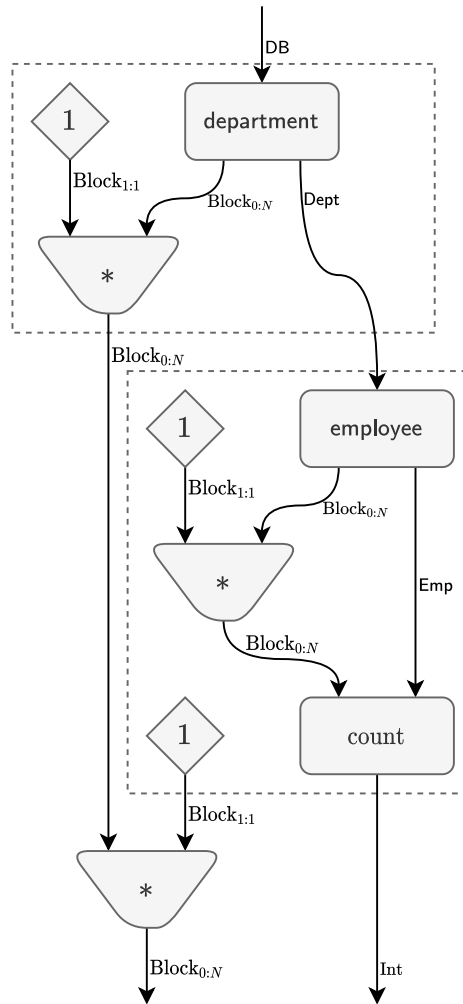 DB
1
department
Block₁:₁
Block₀:N
Dept
*
Block₀:N
1
employee
Block₁:₁
Block₀:N
*
Emp
Block₀:N
1
count
Block₁:₁
*
Block₀:N
Int